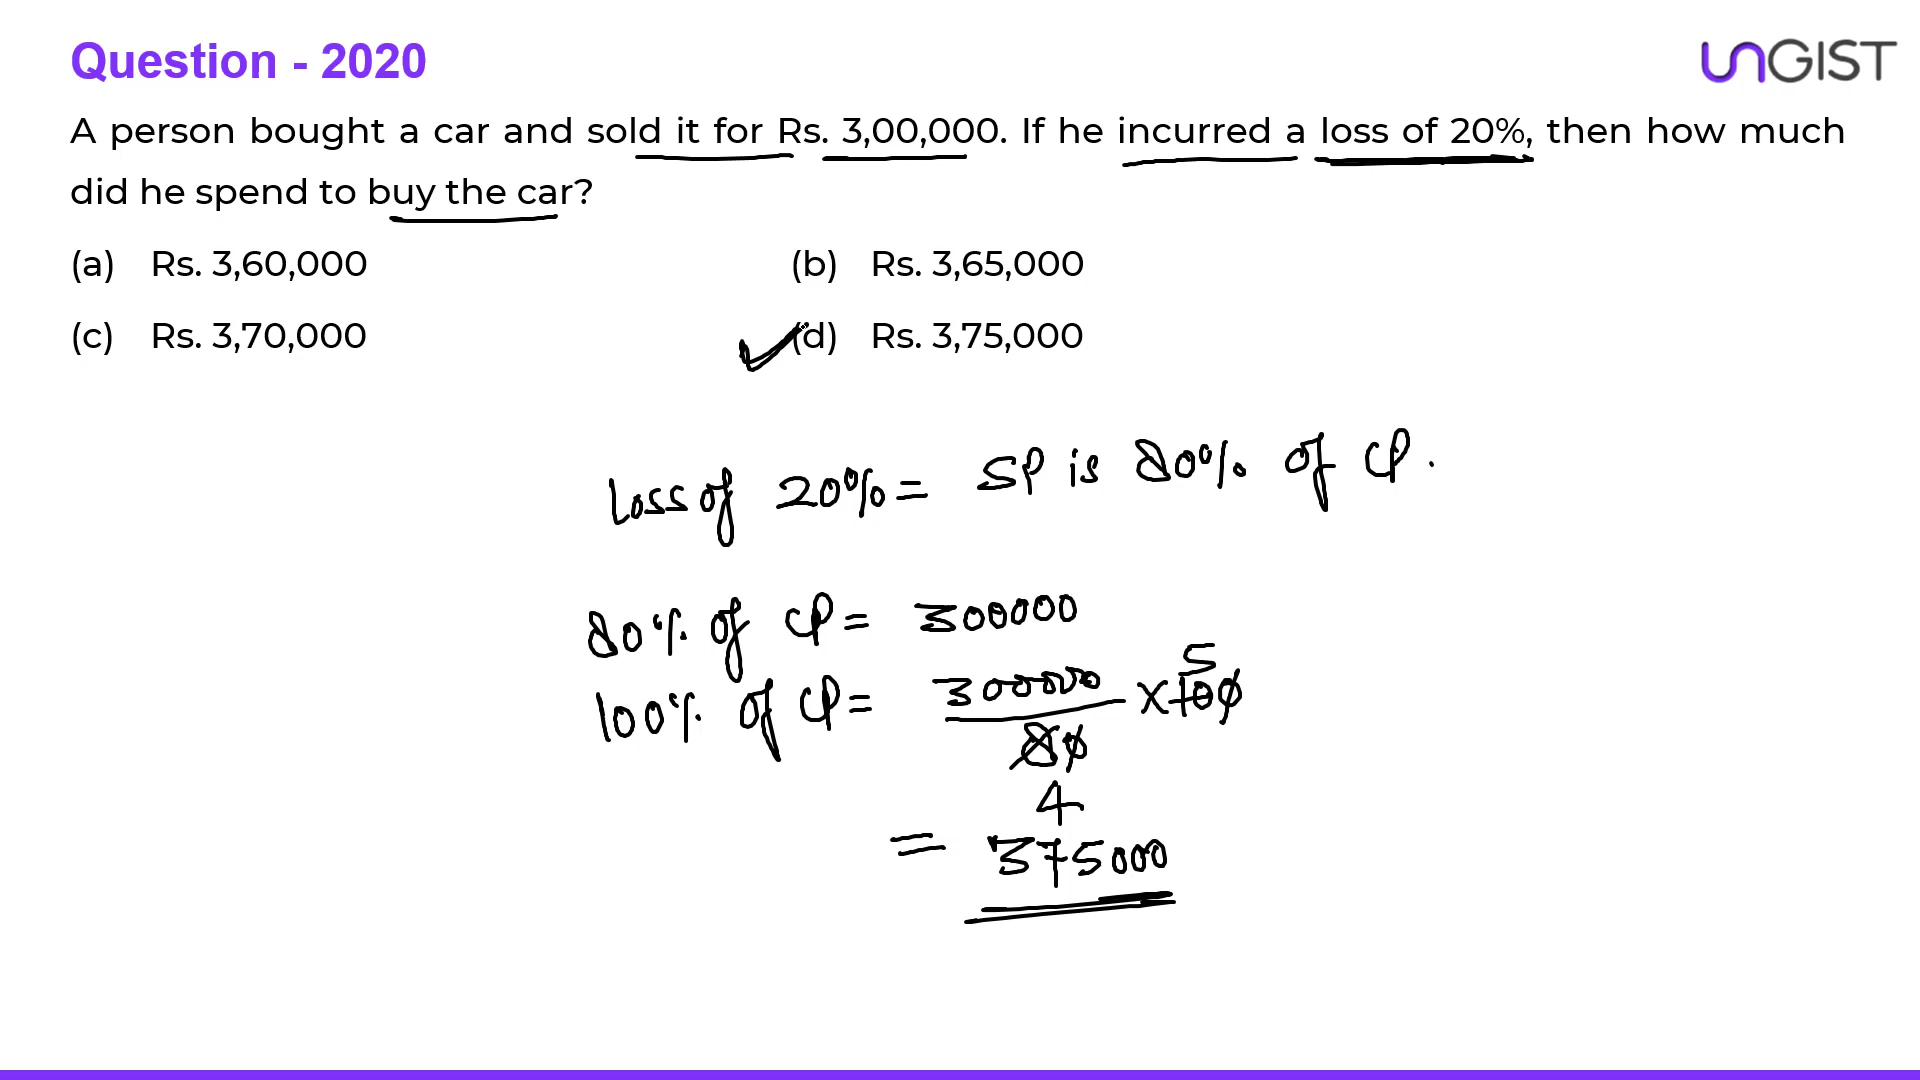 Question - 2020
UNGIST
A person bought a car and sold it for Rs. 3,00,000. If he incurred a loss of 20%, then how much
did he spend to buy the car?
(a) Rs. 3,60,000 (b) Rs. 3,65,000
(c) Rs. 3,70,000 (d) Rs. 3,75,000
loss of 20% = SP is 80% of CP.
80% of CP = 300000
100% of CP = 300000 × 100
5
80
4
= 375000